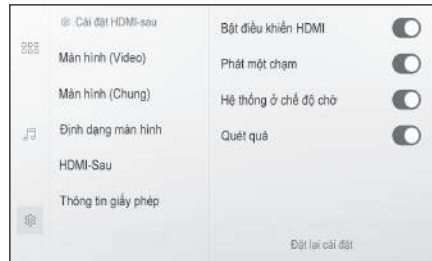 Cài đặt HDMI-sau
Màn hình (Video)
Màn hình (Chung)
Định dạng màn hình
HDMI-Sau
Thông tin giấy phép
Bật điều khiển HDMI
Phát một chạm
Hệ thống ở chế độ chờ
Quét quá
Đặt lại cài đặt